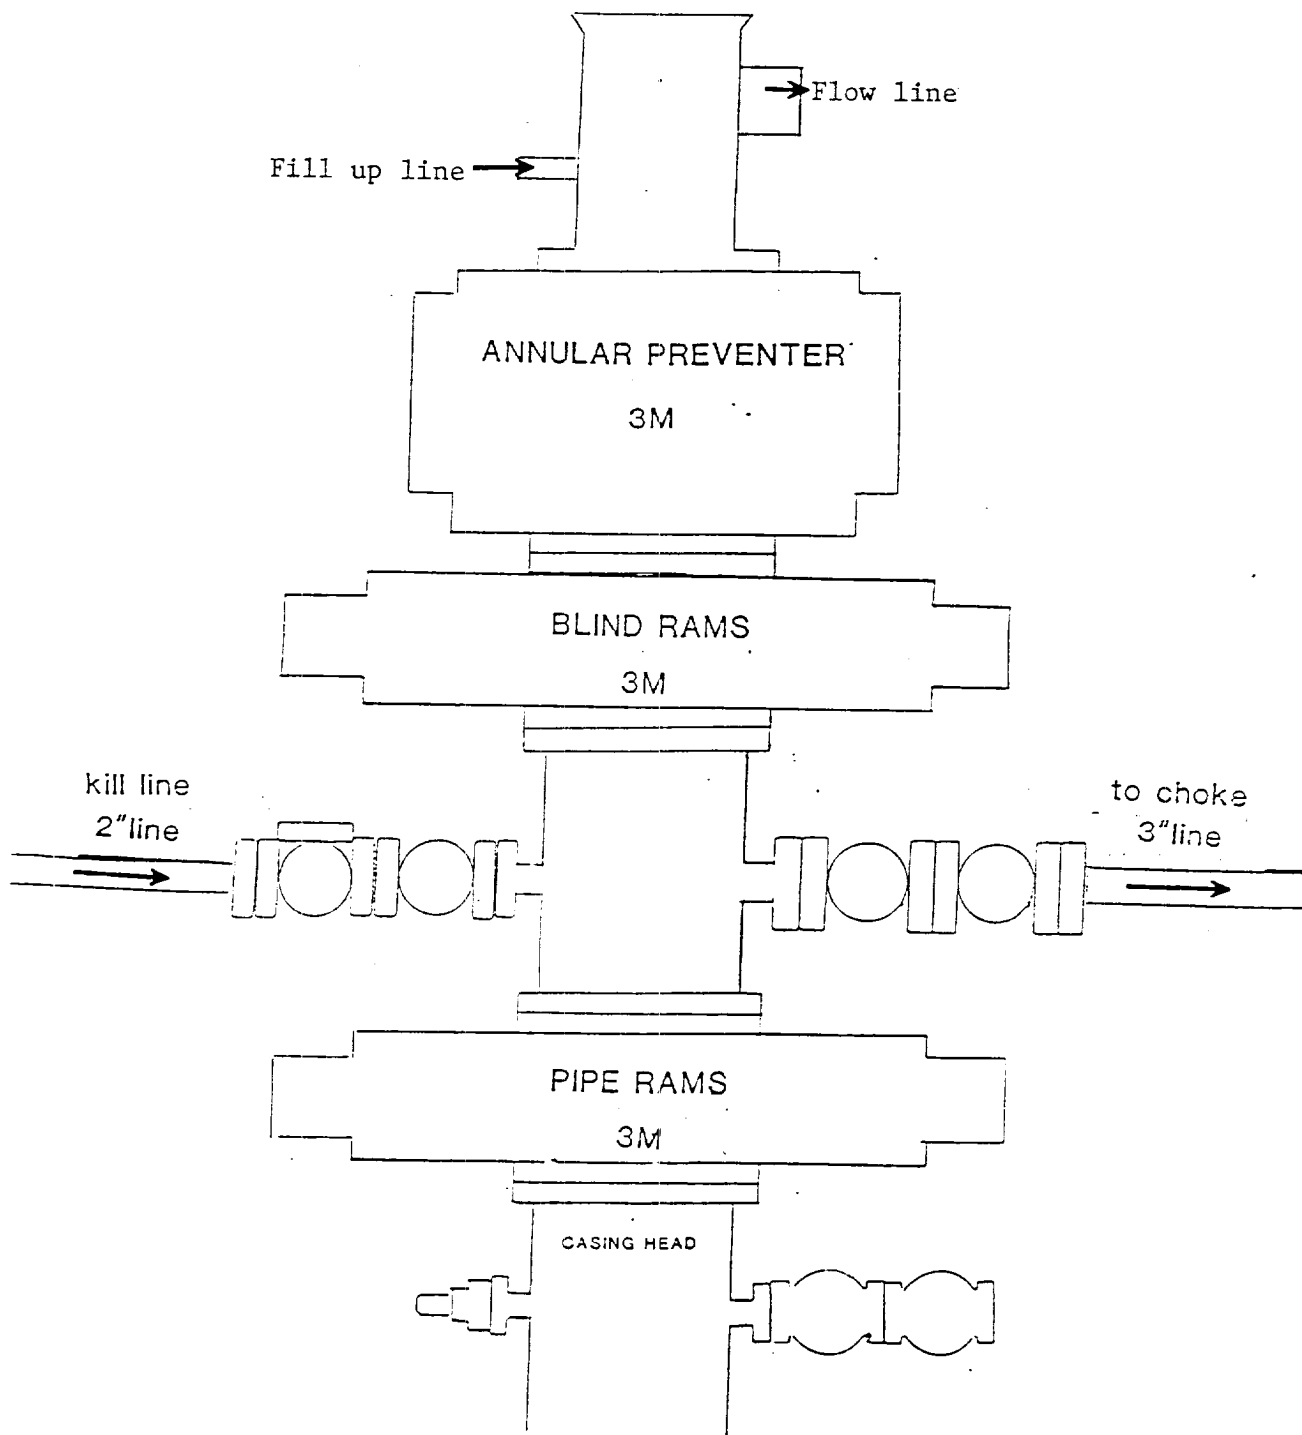 Flow line
Fill up line
ANNULAR PREVENTER
3M
BLIND RAMS
3M
kill line
2"line
to choke
3"line
PIPE RAMS
3M
CASING HEAD